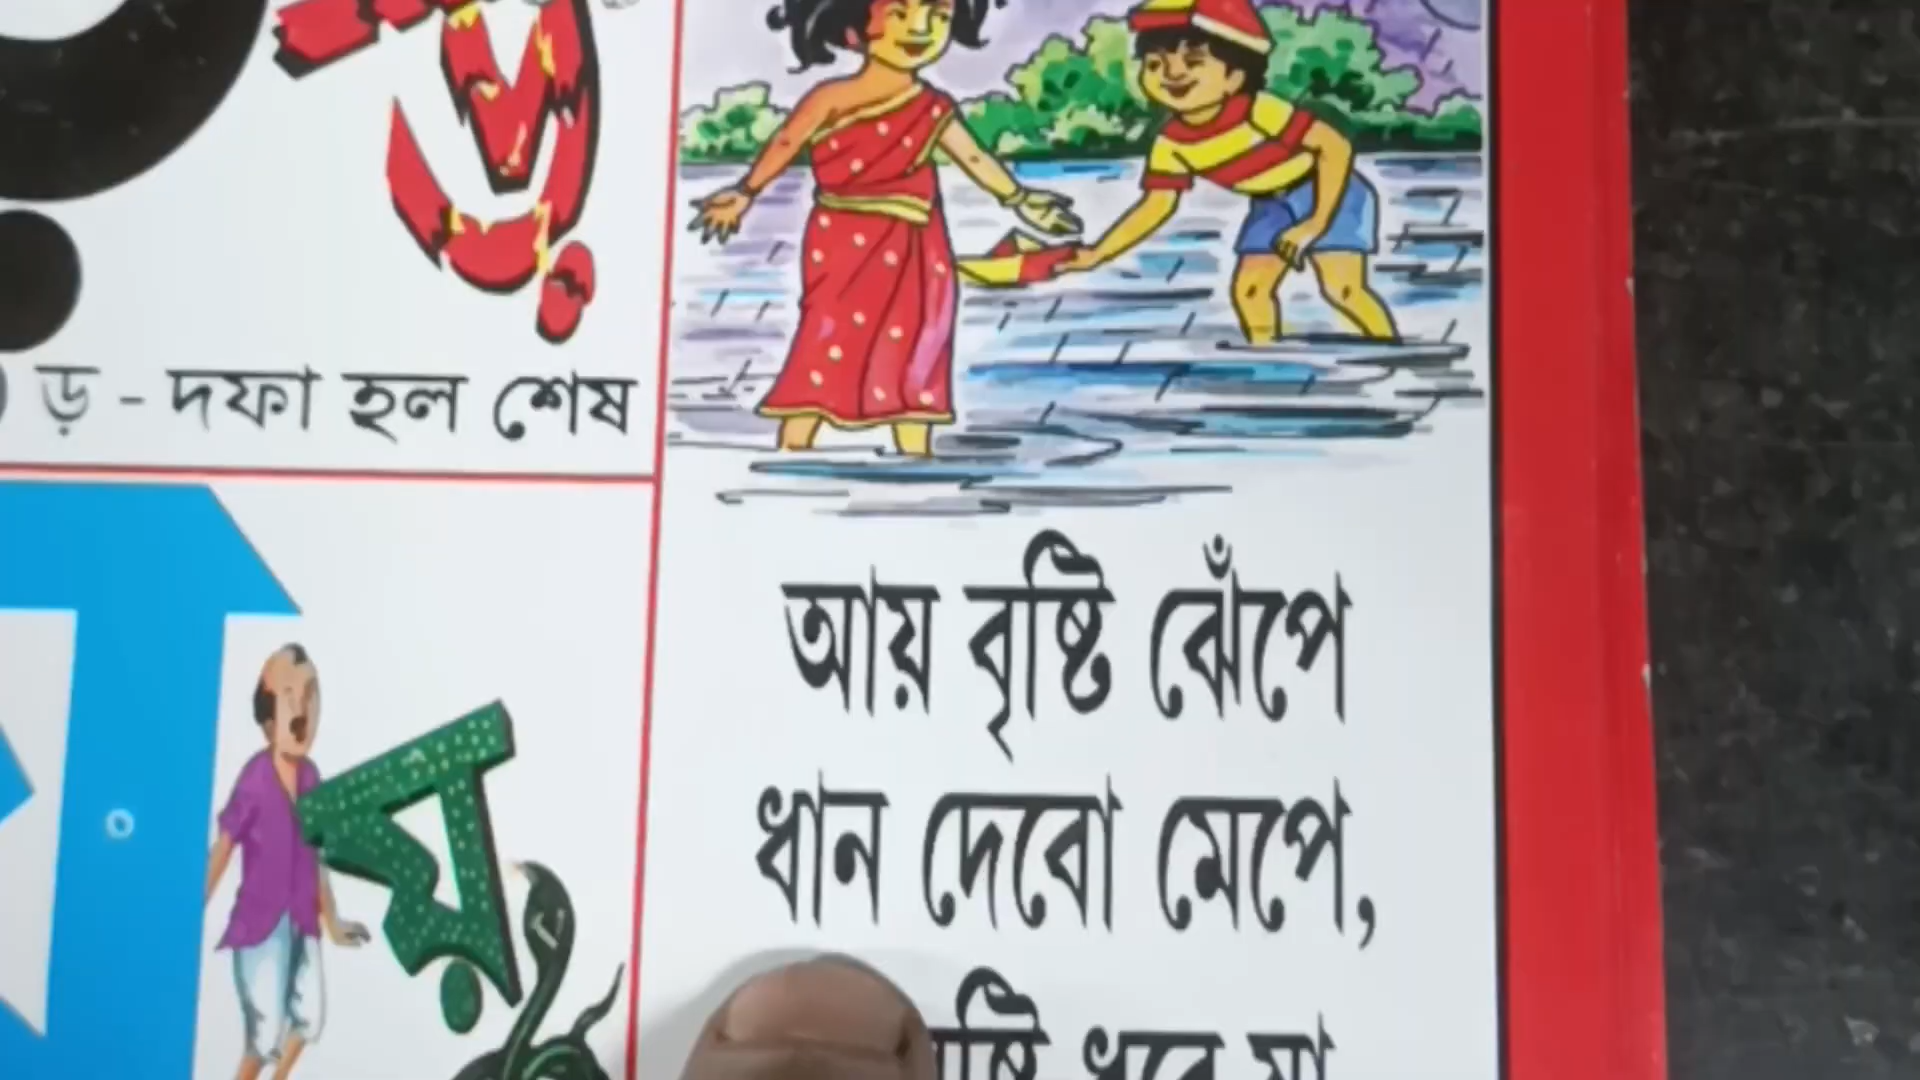 ড় - দফা হল শেষ
য়
আয় বৃষ্টি ঝেঁপে
ধান দেবো মেপে,